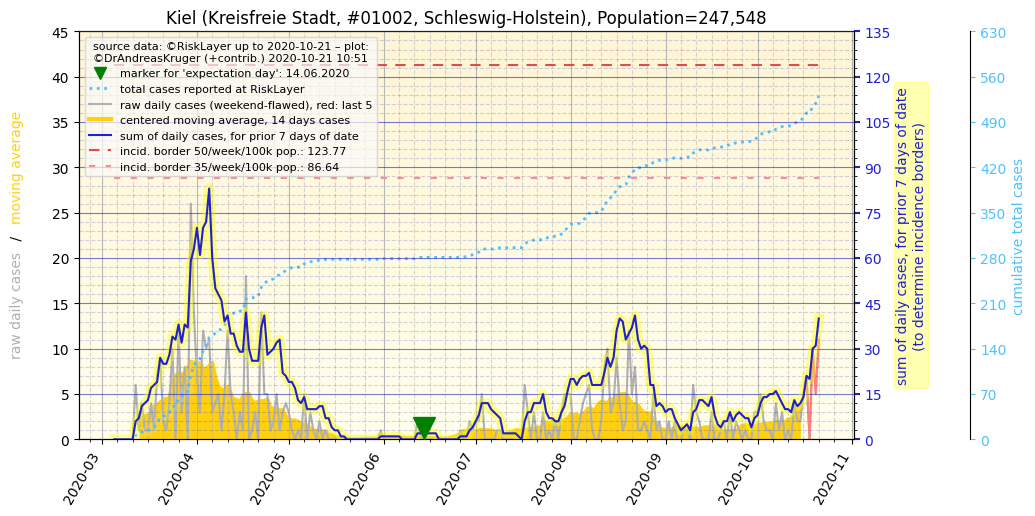 Kiel (Kreisfreie Stadt, #01002, Schleswig-Holstein), Population=247,548
source data: ©RiskLayer up to 2020-10-21 – plot:
©DrAndreasKruger (+contrib.) 2020-10-21 10:51
marker for 'expectation day': 14.06.2020
total cases reported at RiskLayer
raw daily cases (weekend-flawed), red: last 5
centered moving average, 14 days cases
sum of daily cases, for prior 7 days of date
incid. border 50/week/100k pop.: 123.77
incid. border 35/week/100k pop.: 86.64
raw daily cases / moving average
45
40
35
30
25
20
15
10
5
0
135
120
105
90
75
60
45
30
15
0
sum of daily cases, for prior 7 days of date
(to determine incidence borders)
630
560
490
420
350
280
210
140
70
0
cumulative total cases
2020-03
2020-04
2020-05
2020-06
2020-07
2020-08
2020-09
2020-10
2020-11